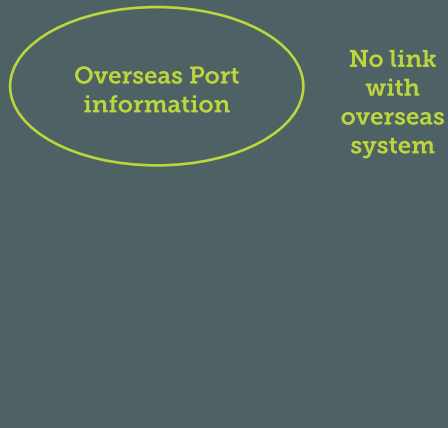 Overseas Port
information
No link
with
overseas
system